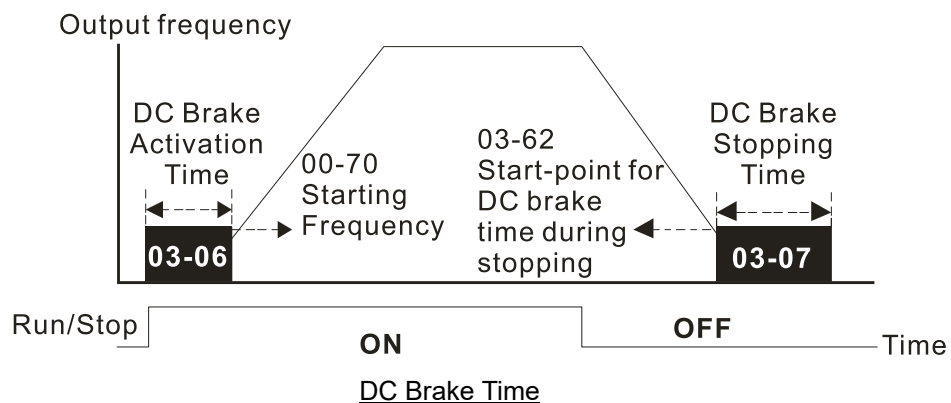 Output frequency
DC Brake
Activation
Time
03-06
00-70
Starting
Frequency
03-62
Start-point for
DC brake
time during
stopping
DC Brake
Stopping
Time
03-07
Run/Stop
ON
OFF
Time
DC Brake Time